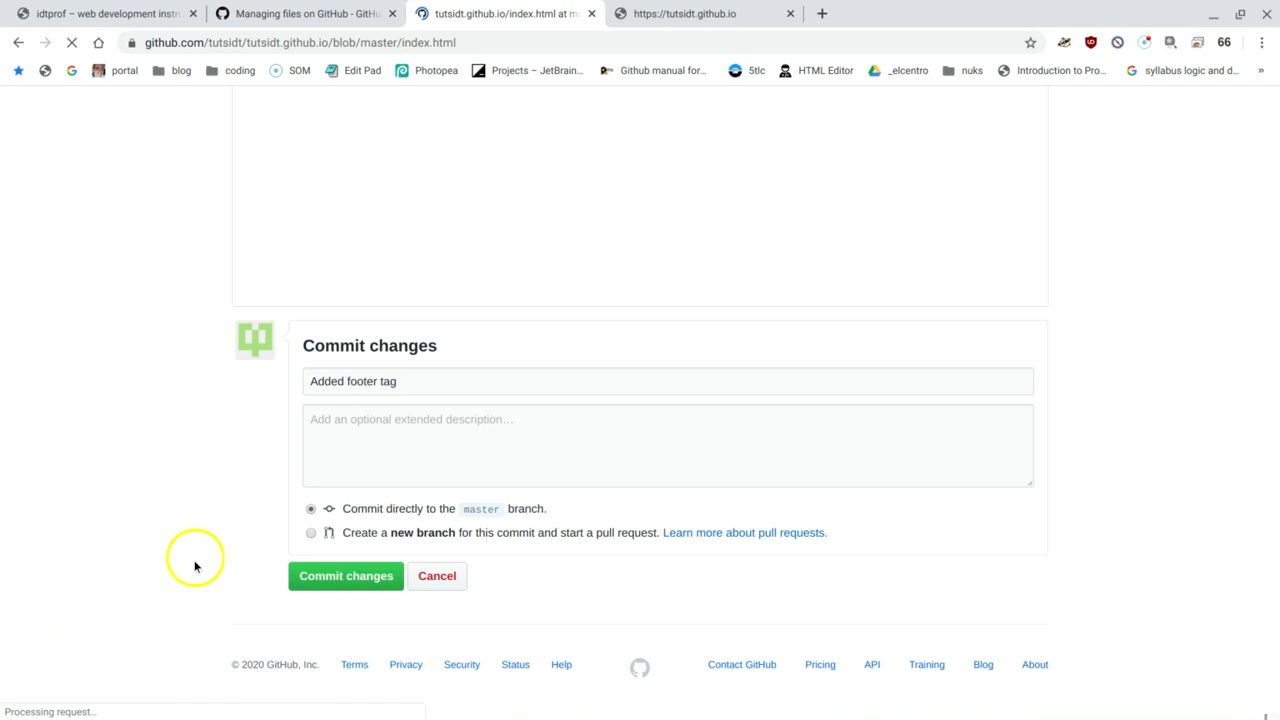 idtprof – web development instru
Managing files on GitHub - GitHu
tutsidt.github.io/index.html at m
https://tutsidt.github.io
github.com/tutsidt/tutsidt.github.io/blob/master/index.html
66
portal
blog
coding
SOM
Edit Pad
Photopea
Projects – JetBrain...
Github manual for...
5tlc
HTML Editor
_elcentro
nuks
Introduction to Pro...
syllabus logic and d...
»
Commit changes
Added footer tag
Add an optional extended description…
Commit directly to the master branch.
Create a new branch for this commit and start a pull request. Learn more about pull requests.
Commit changes
Cancel
© 2020 GitHub, Inc.
Terms
Privacy
Security
Status
Help
Contact GitHub
Pricing
API
Training
Blog
About
Processing request...